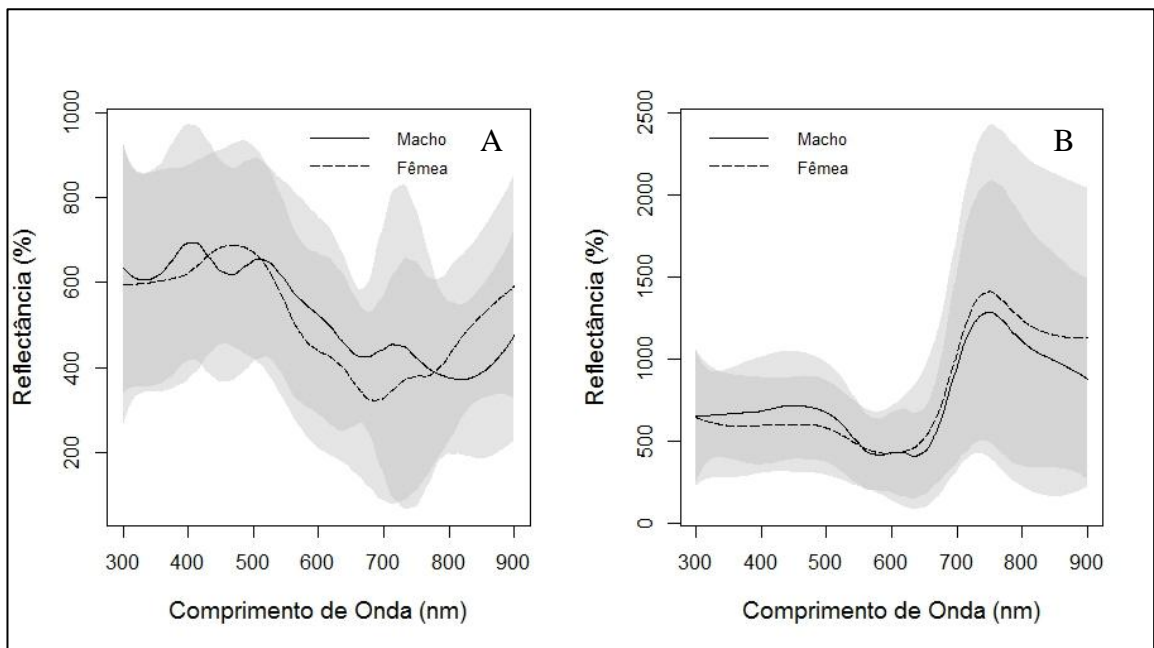 Reflectância (%)
1000
800
600
400
200
Macho
Fêmea
A
300 400 500 600 700 800 900
Comprimento de Onda (nm)
Reflectância (%)
2500
2000
1500
1000
500
0
Macho
Fêmea
B
300 400 500 600 700 800 900
Comprimento de Onda (nm)